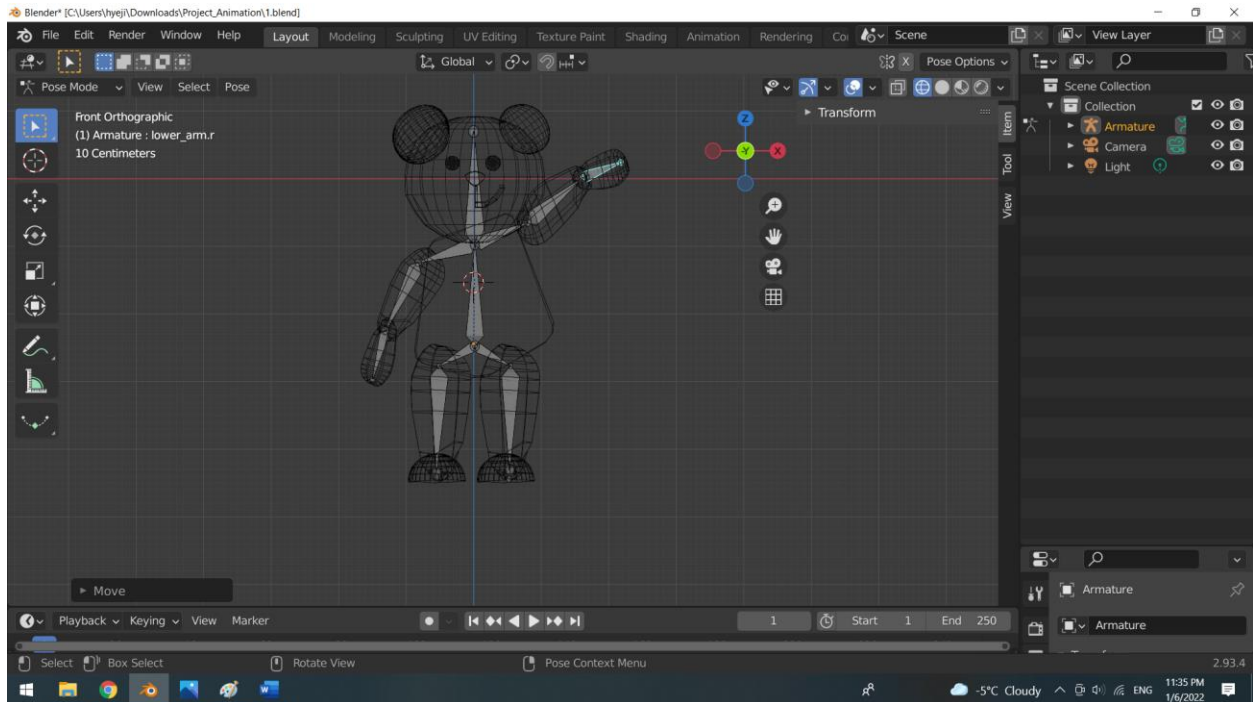 Blender* [C:\Users\hyeji\Downloads\Project_Animation\1.blend]
File Edit Render Window Help Layout Modeling Sculpting UV Editing Texture Paint Shading Animation Rendering Scene View Layer
Global X Pose Options
Pose Mode View Select Pose
Front Orthographic
(1) Armature : lower_arm.r
10 Centimeters
Transform
Z
-Y X
Item
Tool
View
Scene Collection
Collection
Armature
Camera
Light
Move
Armature
Armature
Playback Keying View Marker 1 Start 1 End 250
Select Box Select Rotate View Pose Context Menu 2.93.4
-5°C Cloudy ENG 11:35 PM
1/6/2022